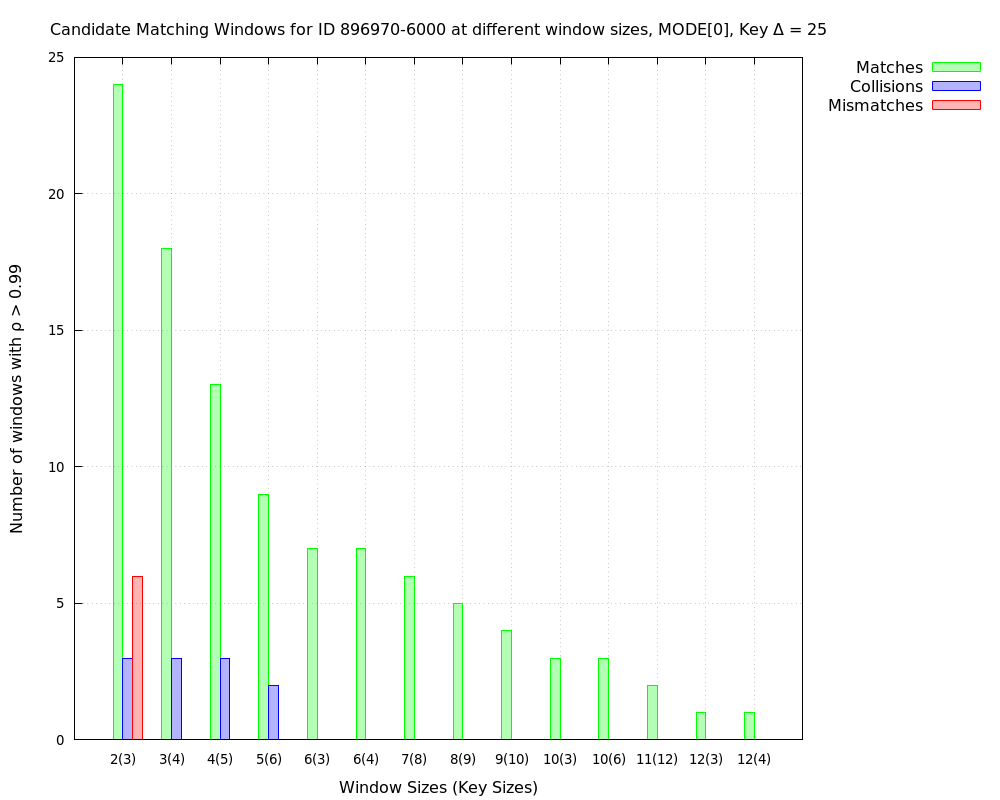 Candidate Matching Windows for ID 896970-6000 at different window sizes, MODE[0], Key Δ = 25
Matches
Collisions
Mismatches
Number of windows with ρ > 0.99
25
20
15
10
5
0
2(3) 3(4) 4(5) 5(6) 6(3) 6(4) 7(8) 8(9) 9(10) 10(3) 10(6) 11(12) 12(3) 12(4)
Window Sizes (Key Sizes)